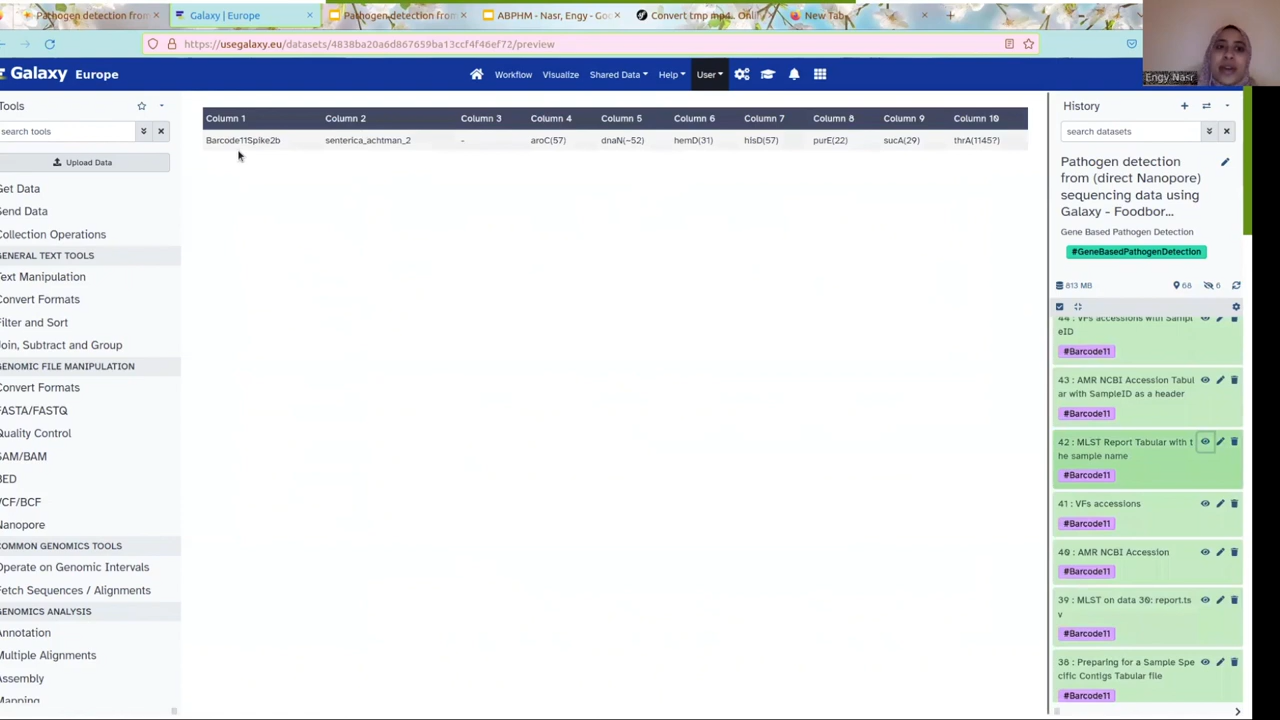 Pathogen detection from
Galaxy | Europe
Pathogen detection from
ABPHM - Nasr, Engy - Goo
Convert tmp mp4. Onli
New Tab
https://usegalaxy.eu/datasets/4838ba20a6d867659ba13ccf4f46ef72/preview
Engy Nasr
Galaxy Europe
Workflow
Visualize
Shared Data
Help
User
Tools
search tools
Upload Data
Get Data
Send Data
Collection Operations
GENERAL TEXT TOOLS
Text Manipulation
Convert Formats
Filter and Sort
Join, Subtract and Group
GENOMIC FILE MANIPULATION
Convert Formats
FASTA/FASTQ
Quality Control
SAM/BAM
BED
VCF/BCF
Nanopore
COMMON GENOMICS TOOLS
Operate on Genomic Intervals
Fetch Sequences / Alignments
GENOMICS ANALYSIS
Annotation
Multiple Alignments
Assembly
Mapping
Column 1 Column 2 Column 3 Column 4 Column 5 Column 6 Column 7 Column 8 Column 9 Column 10
Barcode11Spike2b senterica_achtman_2 - aroC(57) dnaN(~52) hemD(31) hisD(57) purE(22) sucA(29) thrA(1145?)
History
search datasets
Pathogen detection
from (direct Nanopore)
sequencing data using
Galaxy - Foodbor...
Gene Based Pathogen Detection
#GeneBasedPathogenDetection
813 MB
68
6
44 : VFs accessions with Sampl
eID
#Barcode11
43 : AMR NCBI Accession Tabul
ar with SampleID as a header
#Barcode11
42 : MLST Report Tabular with t
he sample name
#Barcode11
41 : VFs accessions
#Barcode11
40 : AMR NCBI Accession
#Barcode11
39 : MLST on data 30: report.ts
v
#Barcode11
38 : Preparing for a Sample Spe
cific Contigs Tabular file
#Barcode11